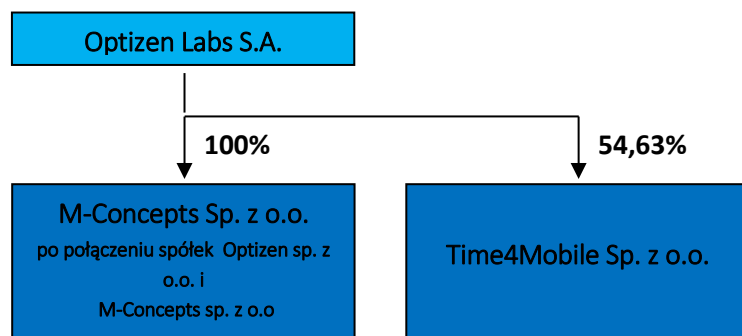 Optizen Labs S.A.
100%
54,63%
M-Concepts Sp. z o.o.
po połączeniu spółek Optizen sp. z
o.o. i
M-Concepts sp. z o.o
Time4Mobile Sp. z o.o.